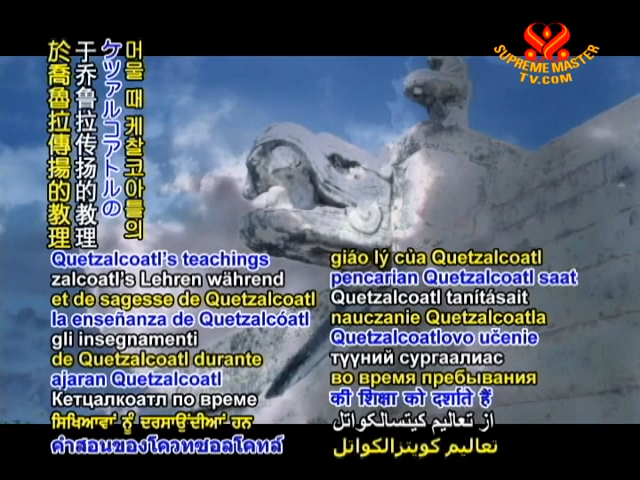 SUPREME MASTER
TV.COM
머물 때 케찰코아틀의
ケツァルコアトルの
于乔鲁拉传扬的教理
於喬魯拉傳揚的教理
Quetzalcoatl's teachings
zalcoatl's Lehren während
et de sagesse de Quetzalcoatl
la enseñanza de Quetzalcóatl
gli insegnamenti
de Quetzalcoatl durante
ajaran Quetzalcoatl
Кетцалкоатл по време
ਸਿਖਿਆਵਾਂ ਨੂੰ ਦਰਸਾਉਂਦੀਆਂ ਹਨ
คำสอนของโควทซอลโคทล์
giáo lý của Quetzalcoatl
pencarian Quetzalcoatl saat
Quetzalcoatl tanításait
nauczanie Quetzalcoatla
Quetzalcoatlovo učenie
түүний сургаалиас
во время пребывания
की शिक्षा को दर्शाते हैं
از تعالیم کیتسالکواتل
تعاليم كويتزالكواتل